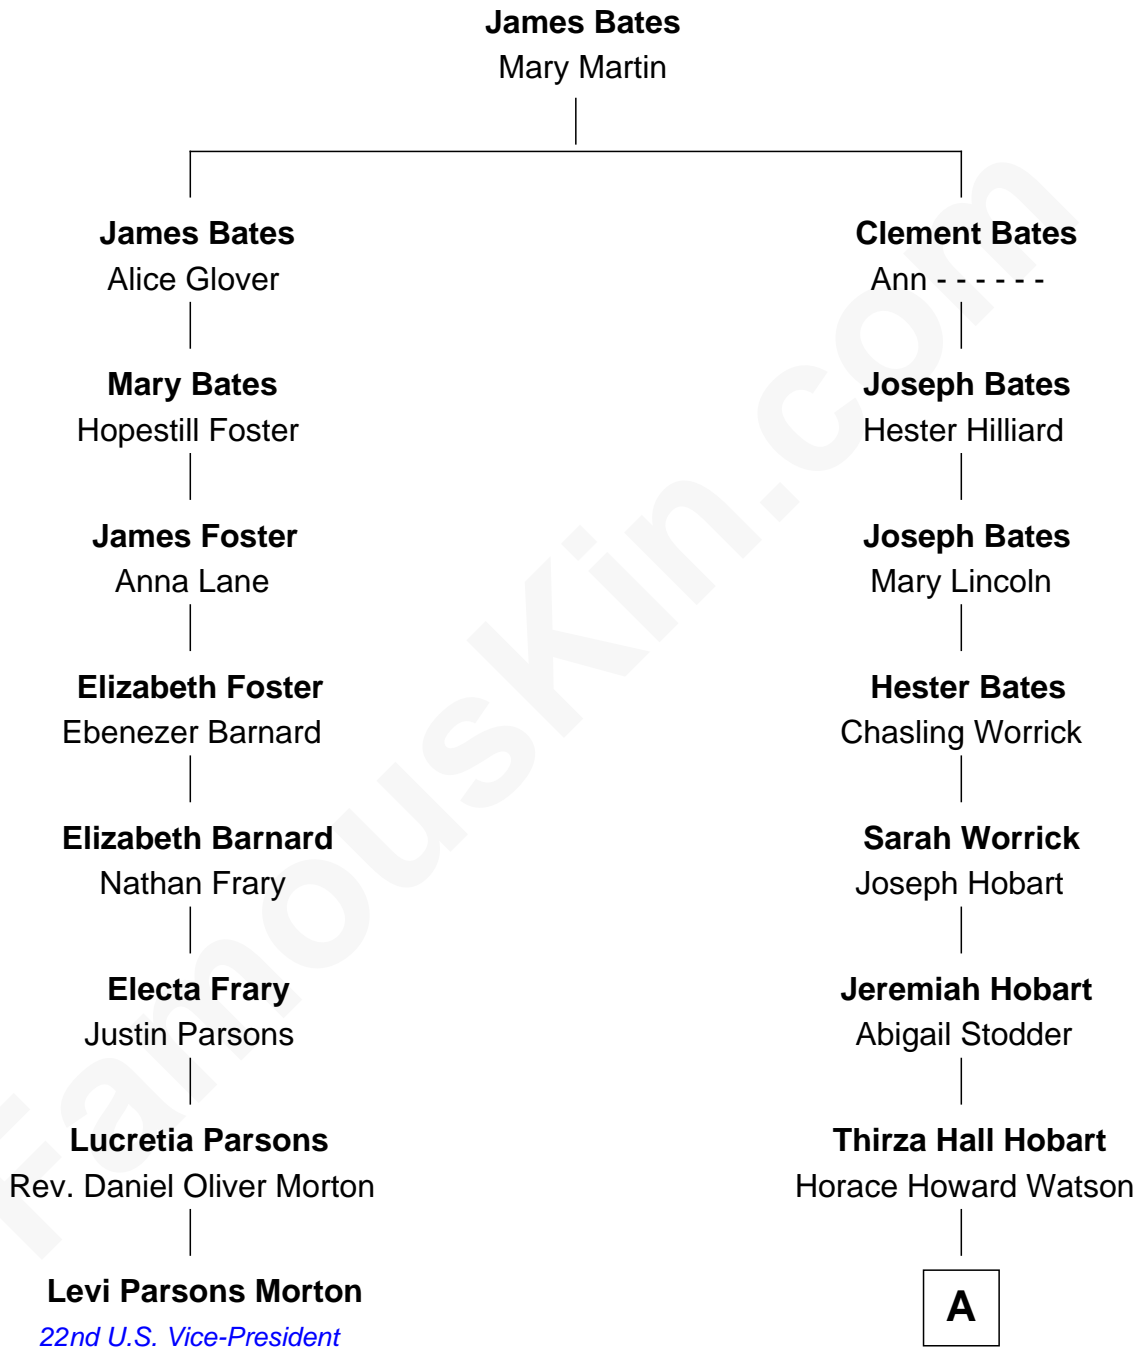 James Bates
Mary Martin
James Bates
Alice Glover
Clement Bates
Ann - - - - - -
Mary Bates
Hopestill Foster
Joseph Bates
Hester Hilliard
James Foster
Anna Lane
Joseph Bates
Mary Lincoln
Elizabeth Foster
Ebenezer Barnard
Hester Bates
Chasling Worrick
Elizabeth Barnard
Nathan Frary
Sarah Worrick
Joseph Hobart
Electa Frary
Justin Parsons
Jeremiah Hobart
Abigail Stodder
Lucretia Parsons
Rev. Daniel Oliver Morton
Thirza Hall Hobart
Horace Howard Watson
Levi Parsons Morton
22nd U.S. Vice-President
A
FamousKin.com